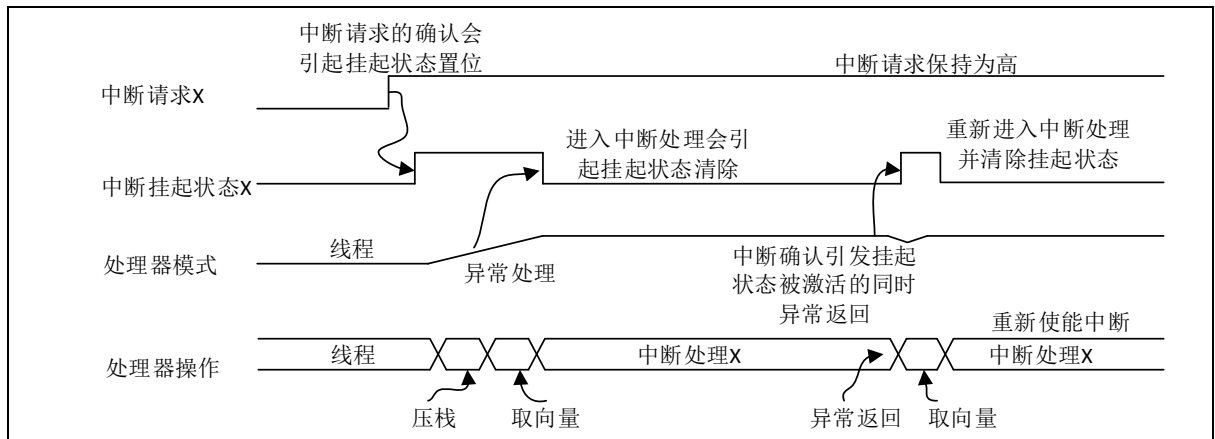 中断请求的确认会
引起挂起状态置位
中断请求保持为高
中断请求x
进入中断处理会引
起挂起状态清除
重新进入中断处理
并清除挂起状态
中断挂起状态x
线程
处理器模式
异常处理
中断确认引发挂起
状态被激活的同时
异常返回
重新使能中断
处理器操作
线程
中断处理x
中断处理x
压栈
取向量
异常返回
取向量